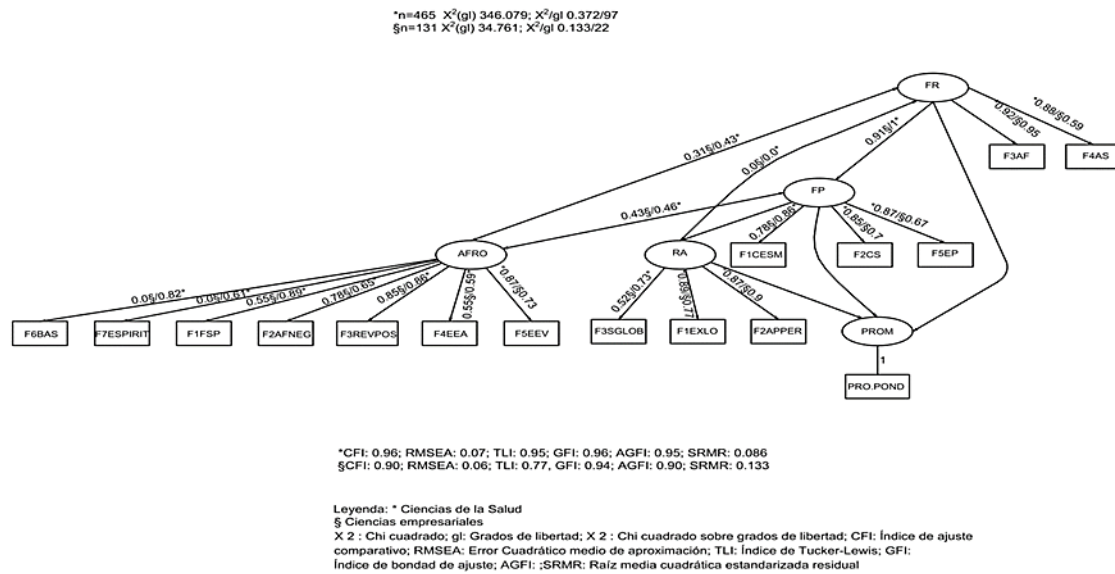 *n=465 X²(gl) 346.079; X²/gl 0.372/97
§n=131 X²(gl) 34.761; X²/gl 0.133/22
FR
*0.88/§0.59
0.92/§0.95
0.31§/0.43*
0.0§/0.0*
0.91§/1*
F3AF
F4AS
FP
0.43§/0.46*
0.78§/0.86*
*0.85/§0.7
*0.87/§0.67
AFRO
RA
F1CESM
F2CS
F5EP
0.0§/0.82*
0.0§/0.61*
0.55§/0.89*
0.78§/0.65*
0.85§/0.86*
0.55§/0.59*
*0.87/§0.73
0.52§/0.73*
0.89/§0.77
*0.87/§0.9
F6BAS
F7ESPIRIT
F1FSP
F2AFNEG
F3REVPOS
F4EEA
F5EEV
F3SGLOB
F1EXLO
F2APPER
PROM
1
PRO.POND
*CFI: 0.96; RMSEA: 0.07; TLI: 0.95; GFI: 0.96; AGFI: 0.95; SRMR: 0.086
§CFI: 0.90; RMSEA: 0.06; TLI: 0.77, GFI: 0.94; AGFI: 0.90; SRMR: 0.133
Leyenda: * Ciencias de la Salud
§ Ciencias empresariales
X 2 : Chi cuadrado; gl: Grados de libertad; X 2 : Chi cuadrado sobre grados de libertad; CFI: Índice de ajuste
comparativo; RMSEA: Error Cuadrático medio de aproximación; TLI: Índice de Tucker-Lewis; GFI:
Índice de bondad de ajuste; AGFI: ;SRMR: Raíz media cuadrática estandarizada residual